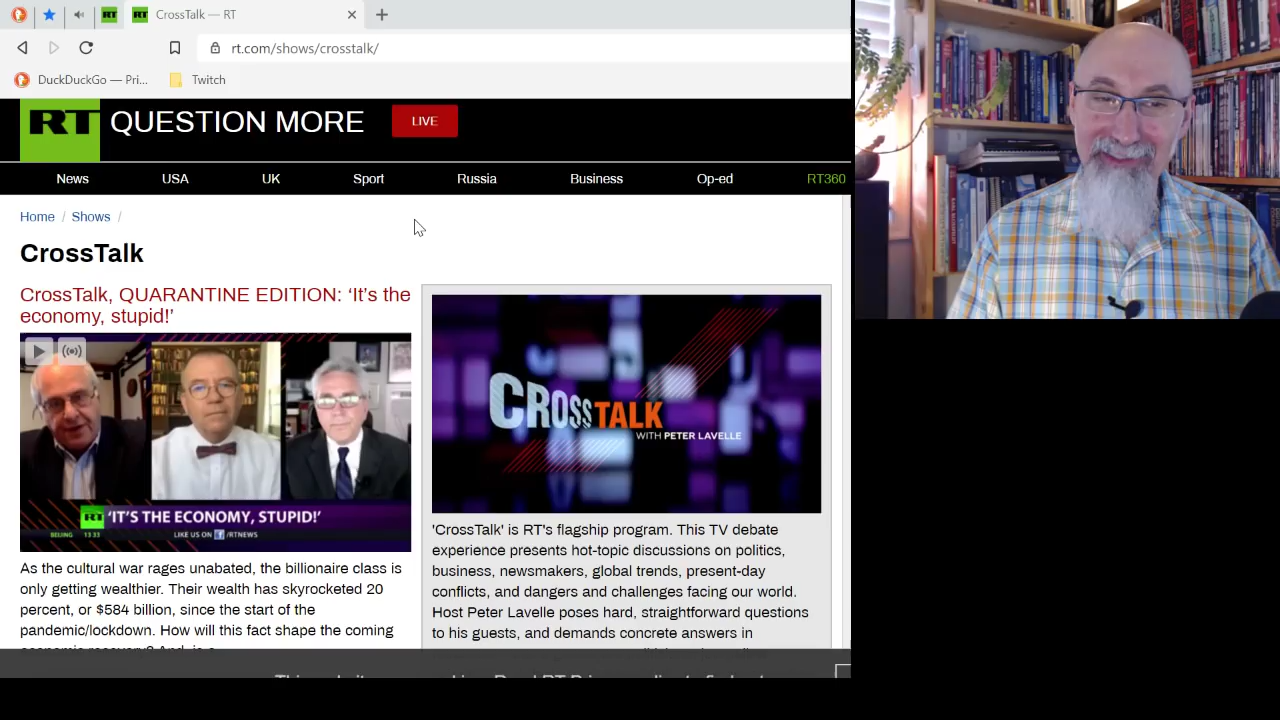 CrossTalk — RT
rt.com/shows/crosstalk/
DuckDuckGo — Pri...
Twitch
RT
QUESTION MORE
LIVE
News
USA
UK
Sport
Russia
Business
Op-ed
RT360
Home / Shows /
CrossTalk
CrossTalk, QUARANTINE EDITION: ‘It’s the
economy, stupid!’
RT ‘IT'S THE ECONOMY, STUPID!’
BEIJING 13 33 LIKE US ON f /RTNEWS
As the cultural war rages unabated, the billionaire class is
only getting wealthier. Their wealth has skyrocketed 20
percent, or $584 billion, since the start of the
pandemic/lockdown. How will this fact shape the coming
CROSSTALK
WITH PETER LAVELLE
'CrossTalk' is RT's flagship program. This TV debate
experience presents hot-topic discussions on politics,
business, newsmakers, global trends, present-day
conflicts, and dangers and challenges facing our world.
Host Peter Lavelle poses hard, straightforward questions
to his guests, and demands concrete answers in